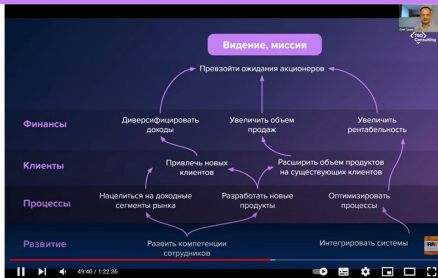 TSQ
Consulting
Видение, миссия
Превзойти ожидания акционеров
Финансы
Диверсифицировать
доходы
Увеличить объем
продаж
Увеличить
рентабельность
Клиенты
Привлечь новых
клиентов
Расширить объем продуктов
на существующих клиентов
Процессы
Нацелиться на доходные
сегменты рынка
Разработать новые
продукты
Оптимизировать
процессы
Развитие
Развить компетенции
сотрудников
Интегрировать системы
49:40 / 1:22:36